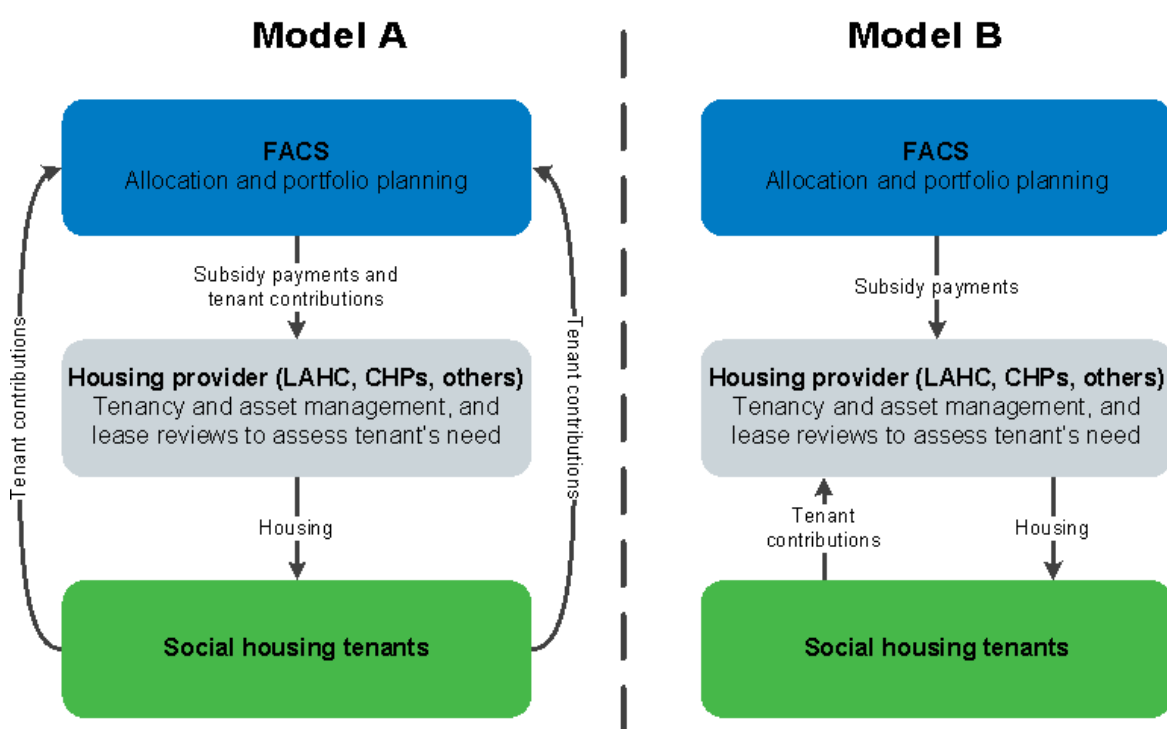 Model A
FACS
Allocation and portfolio planning
Subsidy payments and
tenant contributions
Tenant contributions
Tenant contributions
Housing provider (LAHC, CHPs, others)
Tenancy and asset management, and
lease reviews to assess tenant's need
Housing
Social housing tenants
Model B
FACS
Allocation and portfolio planning
Subsidy payments
Housing provider (LAHC, CHPs, others)
Tenancy and asset management, and
lease reviews to assess tenant's need
Tenant
contributions
Housing
Social housing tenants